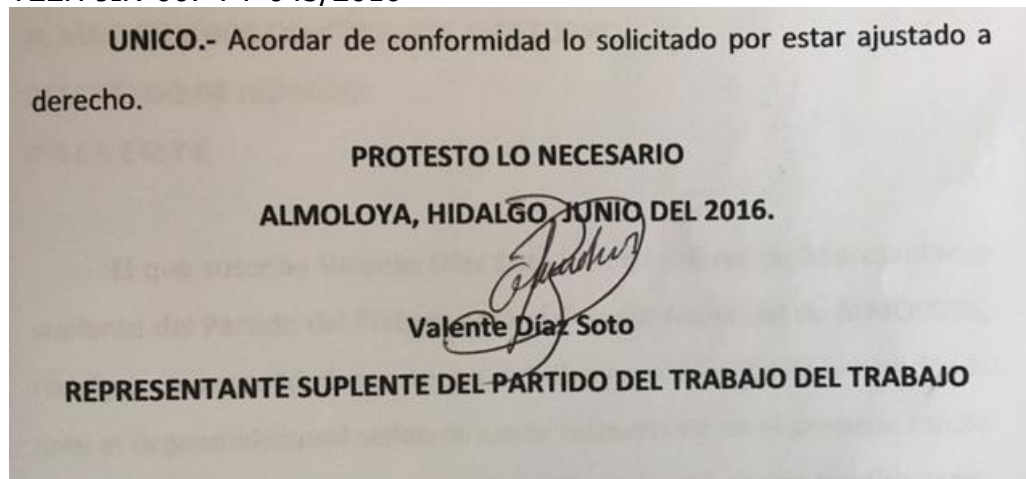 UNICO.- Acordar de conformidad lo solicitado por estar ajustado a
derecho.
PROTESTO LO NECESARIO
ALMOLOYA, HIDALGO, JUNIO DEL 2016.
Valente Díaz Soto
REPRESENTANTE SUPLENTE DEL PARTIDO DEL TRABAJO DEL TRABAJO